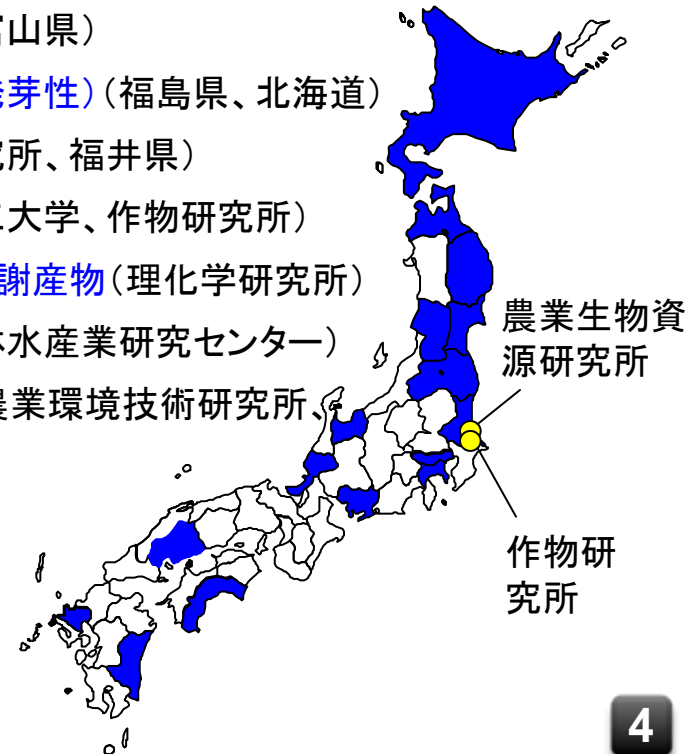 山県）
芽性）（福島県、北海道）
所、福井県）
大学、作物研究所）
謝産物（理化学研究所）
水産業研究センター）
農業環境技術研究所、
農業生物資
源研究所
作物研
究所
4